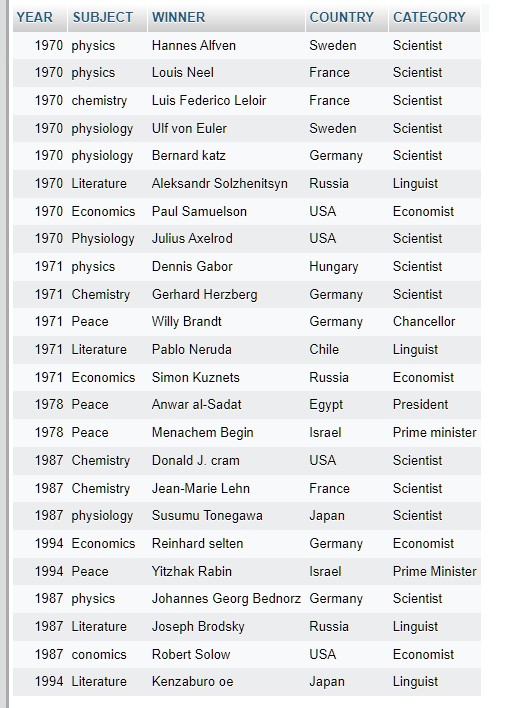 YEAR SUBJECT WINNER COUNTRY CATEGORY
1970 physics Hannes Alfven Sweden Scientist
1970 physics Louis Neel France Scientist
1970 chemistry Luis Federico Leloir France Scientist
1970 physiology Ulf von Euler Sweden Scientist
1970 physiology Bernard katz Germany Scientist
1970 Literature Aleksandr Solzhenitsyn Russia Linguist
1970 Economics Paul Samuelson USA Economist
1970 Physiology Julius Axelrod USA Scientist
1971 physics Dennis Gabor Hungary Scientist
1971 Chemistry Gerhard Herzberg Germany Scientist
1971 Peace Willy Brandt Germany Chancellor
1971 Literature Pablo Neruda Chile Linguist
1971 Economics Simon Kuznets Russia Economist
1978 Peace Anwar al-Sadat Egypt President
1978 Peace Menachem Begin Israel Prime minister
1987 Chemistry Donald J. cram USA Scientist
1987 Chemistry Jean-Marie Lehn France Scientist
1987 physiology Susumu Tonegawa Japan Scientist
1994 Economics Reinhard selten Germany Economist
1994 Peace Yitzhak Rabin Israel Prime Minister
1987 physics Johannes Georg Bednorz Germany Scientist
1987 Literature Joseph Brodsky Russia Linguist
1987 conomics Robert Solow USA Economist
1994 Literature Kenzaburo oe Japan Linguist